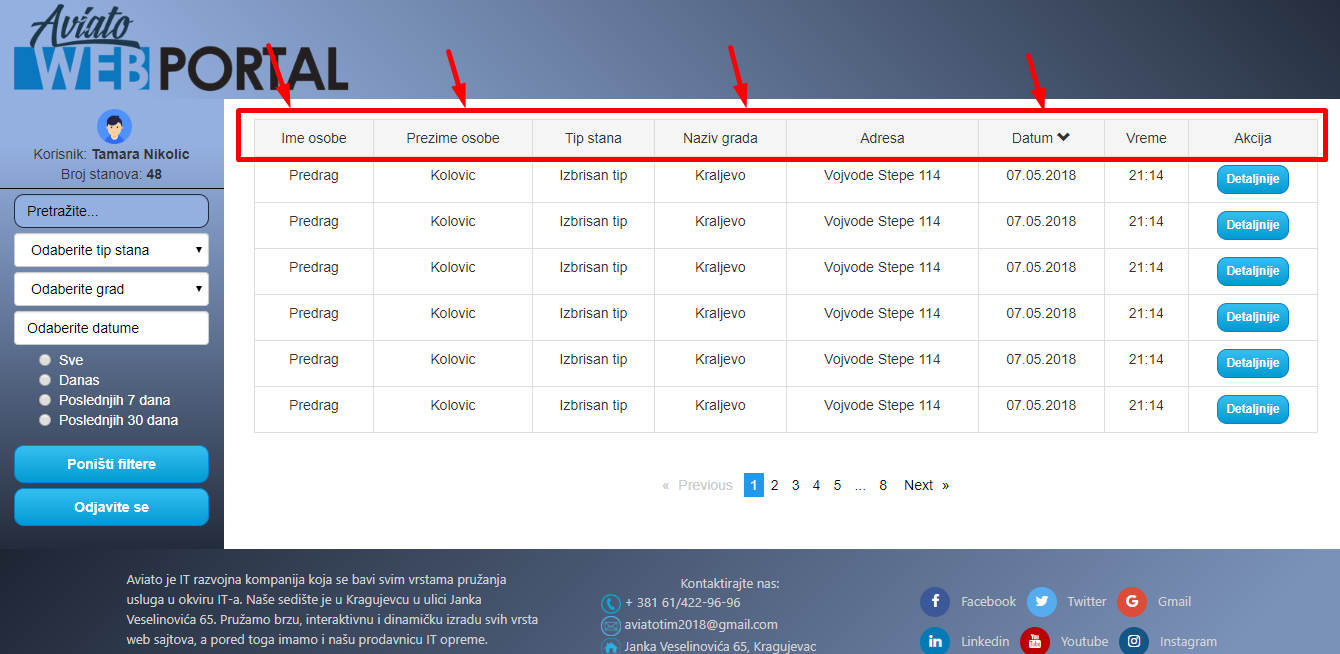 Aviato
WEB PORTAL
Korisnik: Tamara Nikolic
Broj stanova: 48
Pretražite...
Odaberite tip stana
Odaberite grad
Odaberite datume
Sve
Danas
Poslednjih 7 dana
Poslednjih 30 dana
Poništi filtere
Odjavite se
Ime osobe Prezime osobe Tip stana Naziv grada Adresa Datum Vreme Akcija
Predrag Kolovic Izbrisan tip Kraljevo Vojvode Stepe 114 07.05.2018 21:14 Detaljnije
Predrag Kolovic Izbrisan tip Kraljevo Vojvode Stepe 114 07.05.2018 21:14 Detaljnije
Predrag Kolovic Izbrisan tip Kraljevo Vojvode Stepe 114 07.05.2018 21:14 Detaljnije
Predrag Kolovic Izbrisan tip Kraljevo Vojvode Stepe 114 07.05.2018 21:14 Detaljnije
Predrag Kolovic Izbrisan tip Kraljevo Vojvode Stepe 114 07.05.2018 21:14 Detaljnije
Predrag Kolovic Izbrisan tip Kraljevo Vojvode Stepe 114 07.05.2018 21:14 Detaljnije
« Previous 1 2 3 4 5 ... 8 Next »
Aviato je IT razvojna kompanija koja se bavi svim vrstama pružanja
usluga u okviru IT-a. Naše sedište je u Kragujevcu u ulici Janka
Veselinovića 65. Pružamo brzu, interaktivnu i dinamičku izradu svih vrsta
web sajtova, a pored toga imamo i našu prodavnicu IT opreme.
Kontaktirajte nas:
+ 381 61/422-96-96
aviatotim2018@gmail.com
Janka Veselinovića 65, Kragujevac
Facebook Twitter Gmail
Linkedin Youtube Instagram